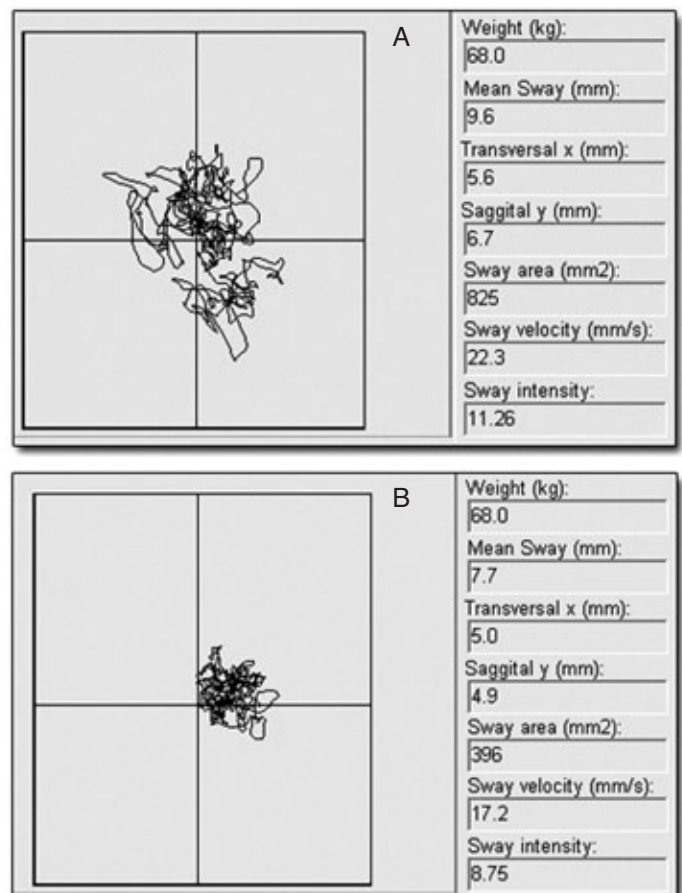 A
Weight (kg):
68.0
Mean Sway (mm):
9.6
Transversal x (mm):
5.6
Saggital y (mm):
6.7
Sway area (mm2):
825
Sway velocity (mm/s):
22.3
Sway intensity:
11.26
B
Weight (kg):
68.0
Mean Sway (mm):
7.7
Transversal x (mm):
5.0
Saggital y (mm):
4.9
Sway area (mm2):
396
Sway velocity (mm/s):
17.2
Sway intensity:
8.75